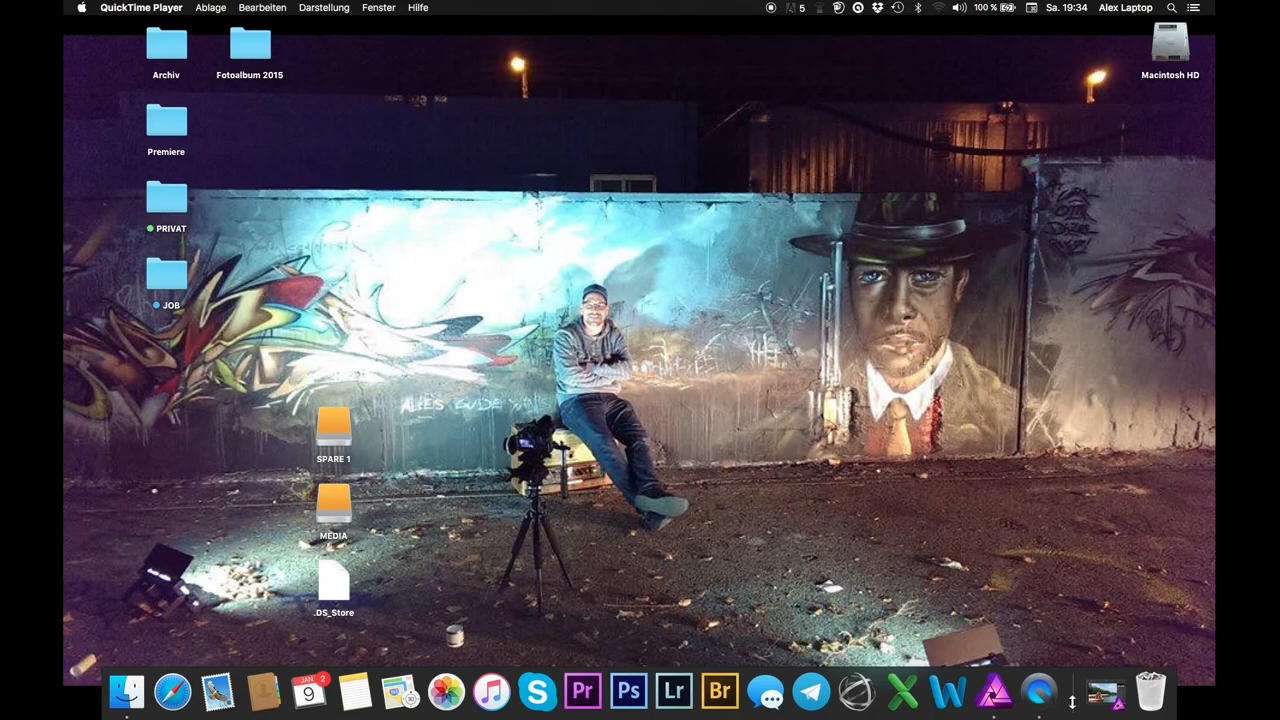 QuickTime Player Ablage Bearbeiten Darstellung Fenster Hilfe 5 100 % Sa. 19:34 Alex Laptop
Archiv Fotoalbum 2015 Macintosh HD
Premiere
PRIVAT
JOB
SPARE 1
MEDIA
.DS_Store
JAN 2
9
S Pr Ps Lr Br X W